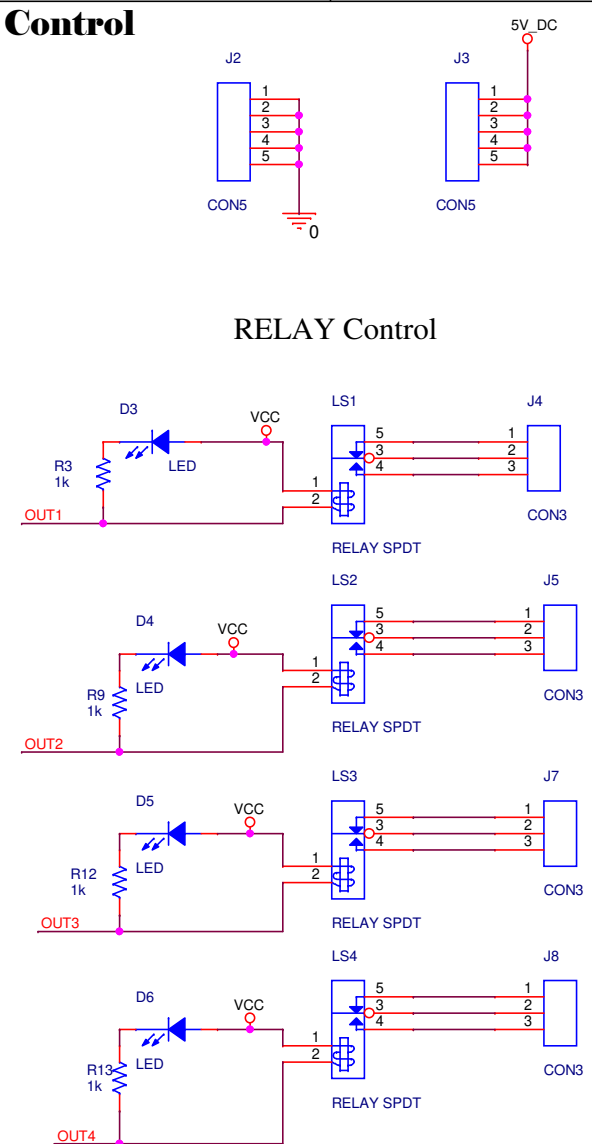 Control
5V_DC
J2
J3
1
2
3
4
5
1
2
3
4
5
CON5
CON5
0
RELAY Control
LS1
J4
D3
VCC
5
3
4
1
2
3
R3
1k
LED
1
2
OUT1
CON3
RELAY SPDT
LS2
J5
D4
VCC
5
3
4
1
2
3
LED
1
2
R9
1k
CON3
OUT2
RELAY SPDT
LS3
J7
D5
VCC
5
3
4
1
2
3
LED
1
2
R12
1k
CON3
OUT3
RELAY SPDT
LS4
J8
D6
VCC
5
3
4
1
2
3
LED
1
2
R13
1k
CON3
RELAY SPDT
OUT4